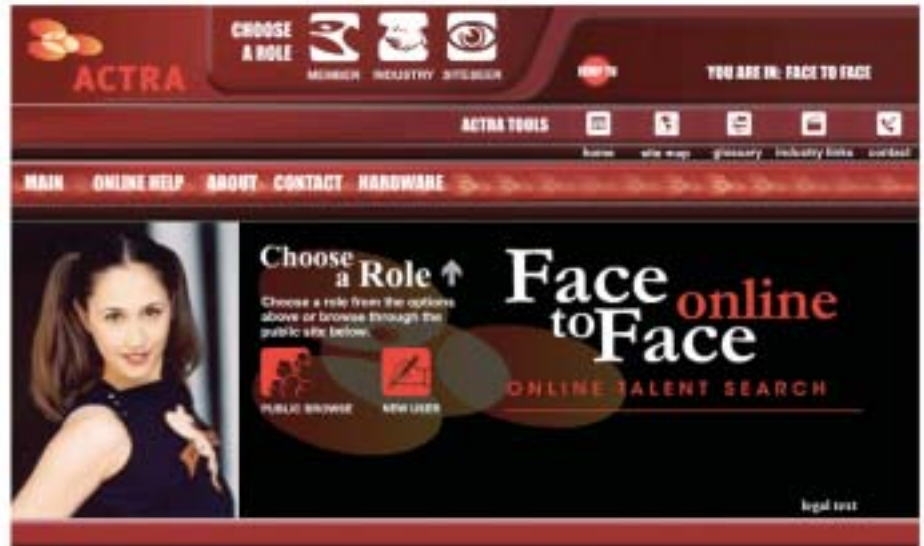 CHOOSE
A ROLE
MEMBER INDUSTRY SITESEER
ACTRA
YOU ARE IN: FACE TO FACE
ACTRA TOOLS
home site map glossary industry links contact
MAIN ONLINE HELP ABOUT CONTACT HARDWARE
Choose
a Role
Choose a role from the options
above or browse through the
public site below.
PUBLIC BROWSE NEW USER
Face
online
to Face
ONLINE TALENT SEARCH
legal text